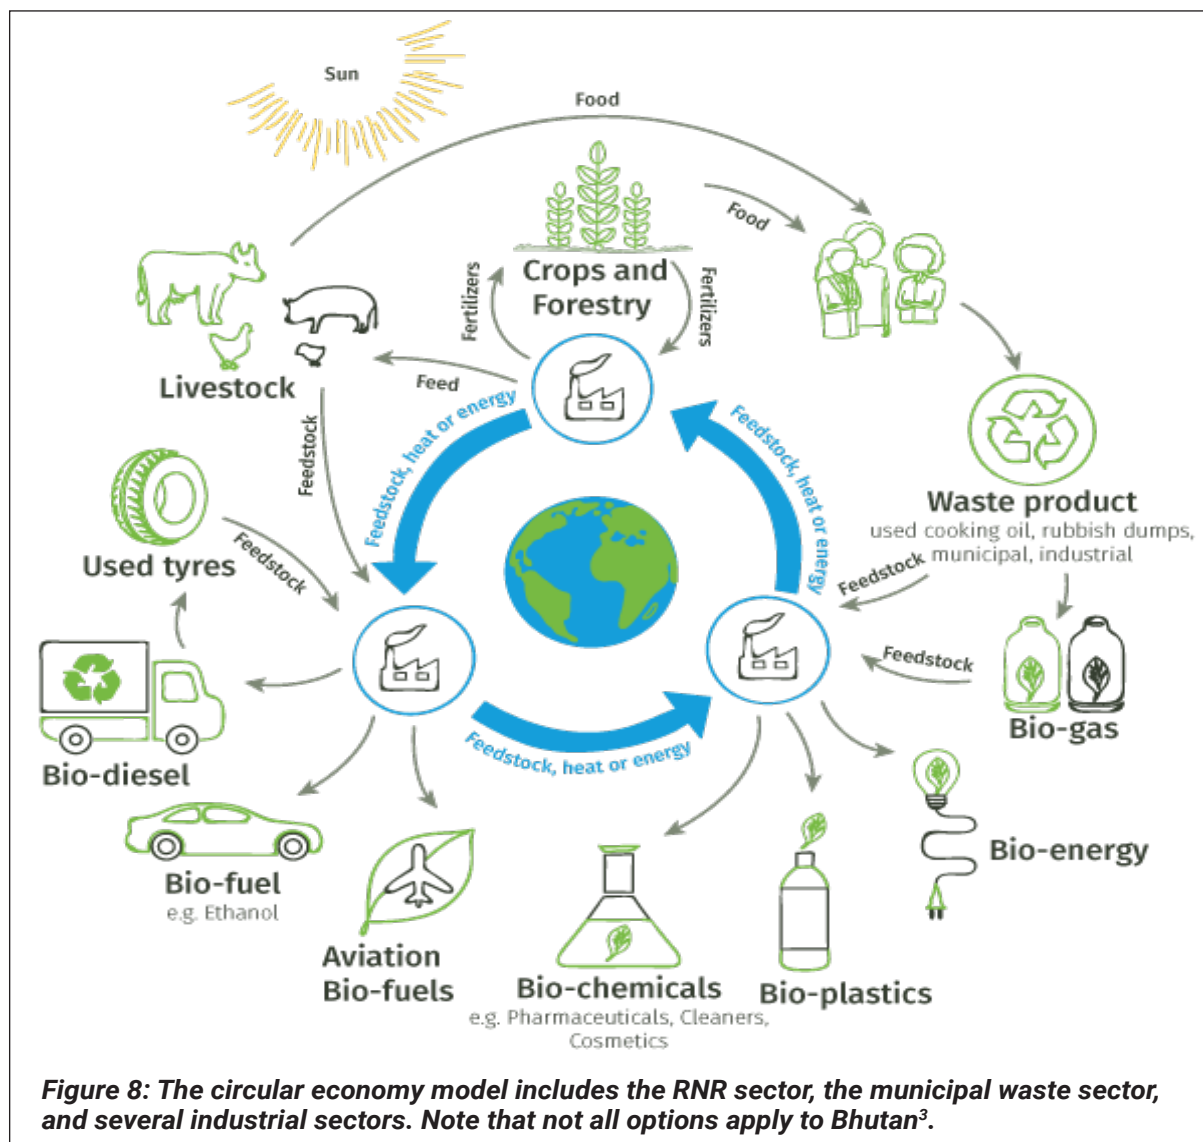 Sun
Food
Food
Crops and
Forestry
Fertilizers
Fertilizers
Livestock
Feed
Feedstock
Feedstock, heat or energy
Feedstock, heat or energy
Waste product
used cooking oil, rubbish dumps,
municipal, industrial
Used tyres
Feedstock
Feedstock
Feedstock
Bio-gas
Bio-diesel
Feedstock, heat or energy
Bio-energy
Bio-fuel
e.g. Ethanol
Aviation
Bio-fuels
Bio-chemicals
e.g. Pharmaceuticals, Cleaners,
Cosmetics
Bio-plastics
Figure 8: The circular economy model includes the RNR sector, the municipal waste sector,
and several industrial sectors. Note that not all options apply to Bhutan³.